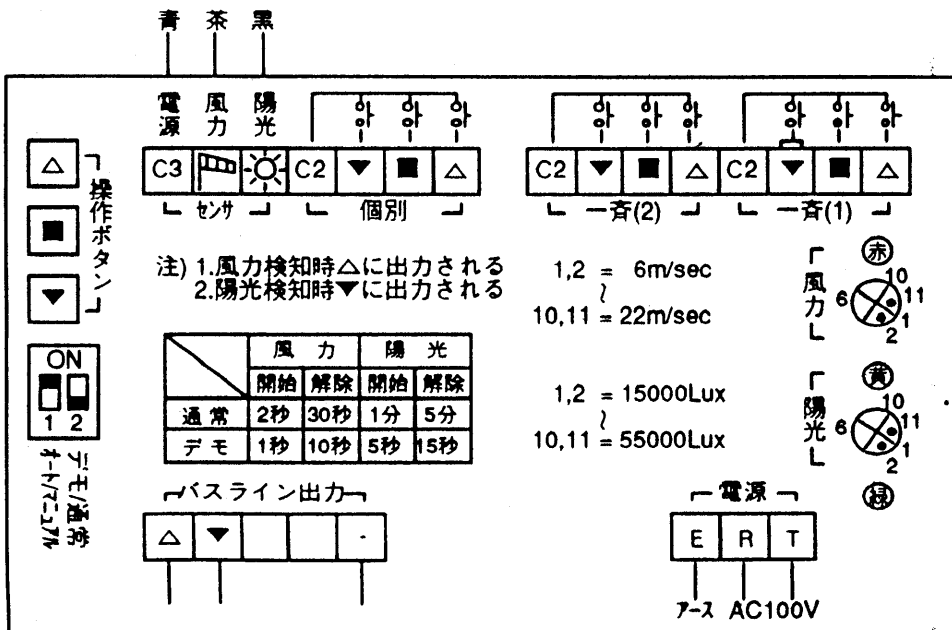 青 茶 黒
電源 風力 陽光
C3 C2 ▼ ■ △ C2 ▼ ■ △ C2 ▼ ■ △
センサ 個別 一斉(2) 一斉(1)
△ ■ ▼
操作ボタン
注) 1.風力検知時△に出力される
2.陽光検知時▼に出力される
1,2 = 6m/sec
~
10,11 = 22m/sec
風力
赤
10
11
6
1
2
風力 陽光
開始 解除 開始 解除
通常 2秒 30秒 1分 5分
デモ 1秒 10秒 5秒 15秒
1,2 = 15000Lux
~
10,11 = 55000Lux
陽光
黄
10
11
6
1
2
緑
ON
1 2
デモ/通常
オート/マニュアル
バスライン出力
△ ▼ -
電源
E R T
アース AC100V